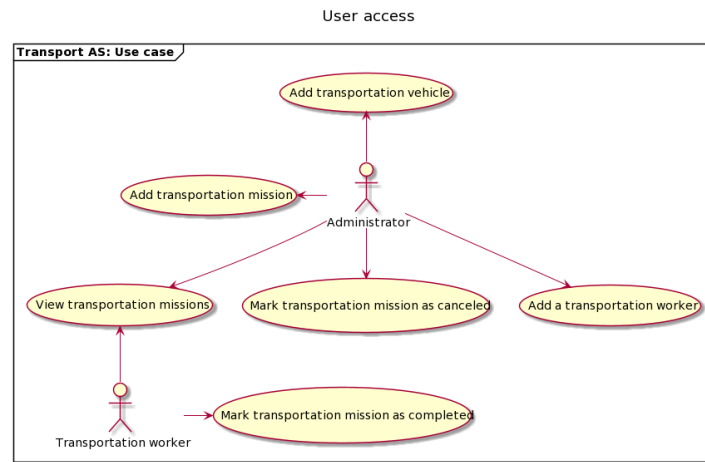 User access
Transport AS: Use case
Add transportation vehicle
Add transportation mission
Administrator
View transportation missions
Mark transportation mission as canceled
Add a transportation worker
Mark transportation mission as completed
Transportation worker